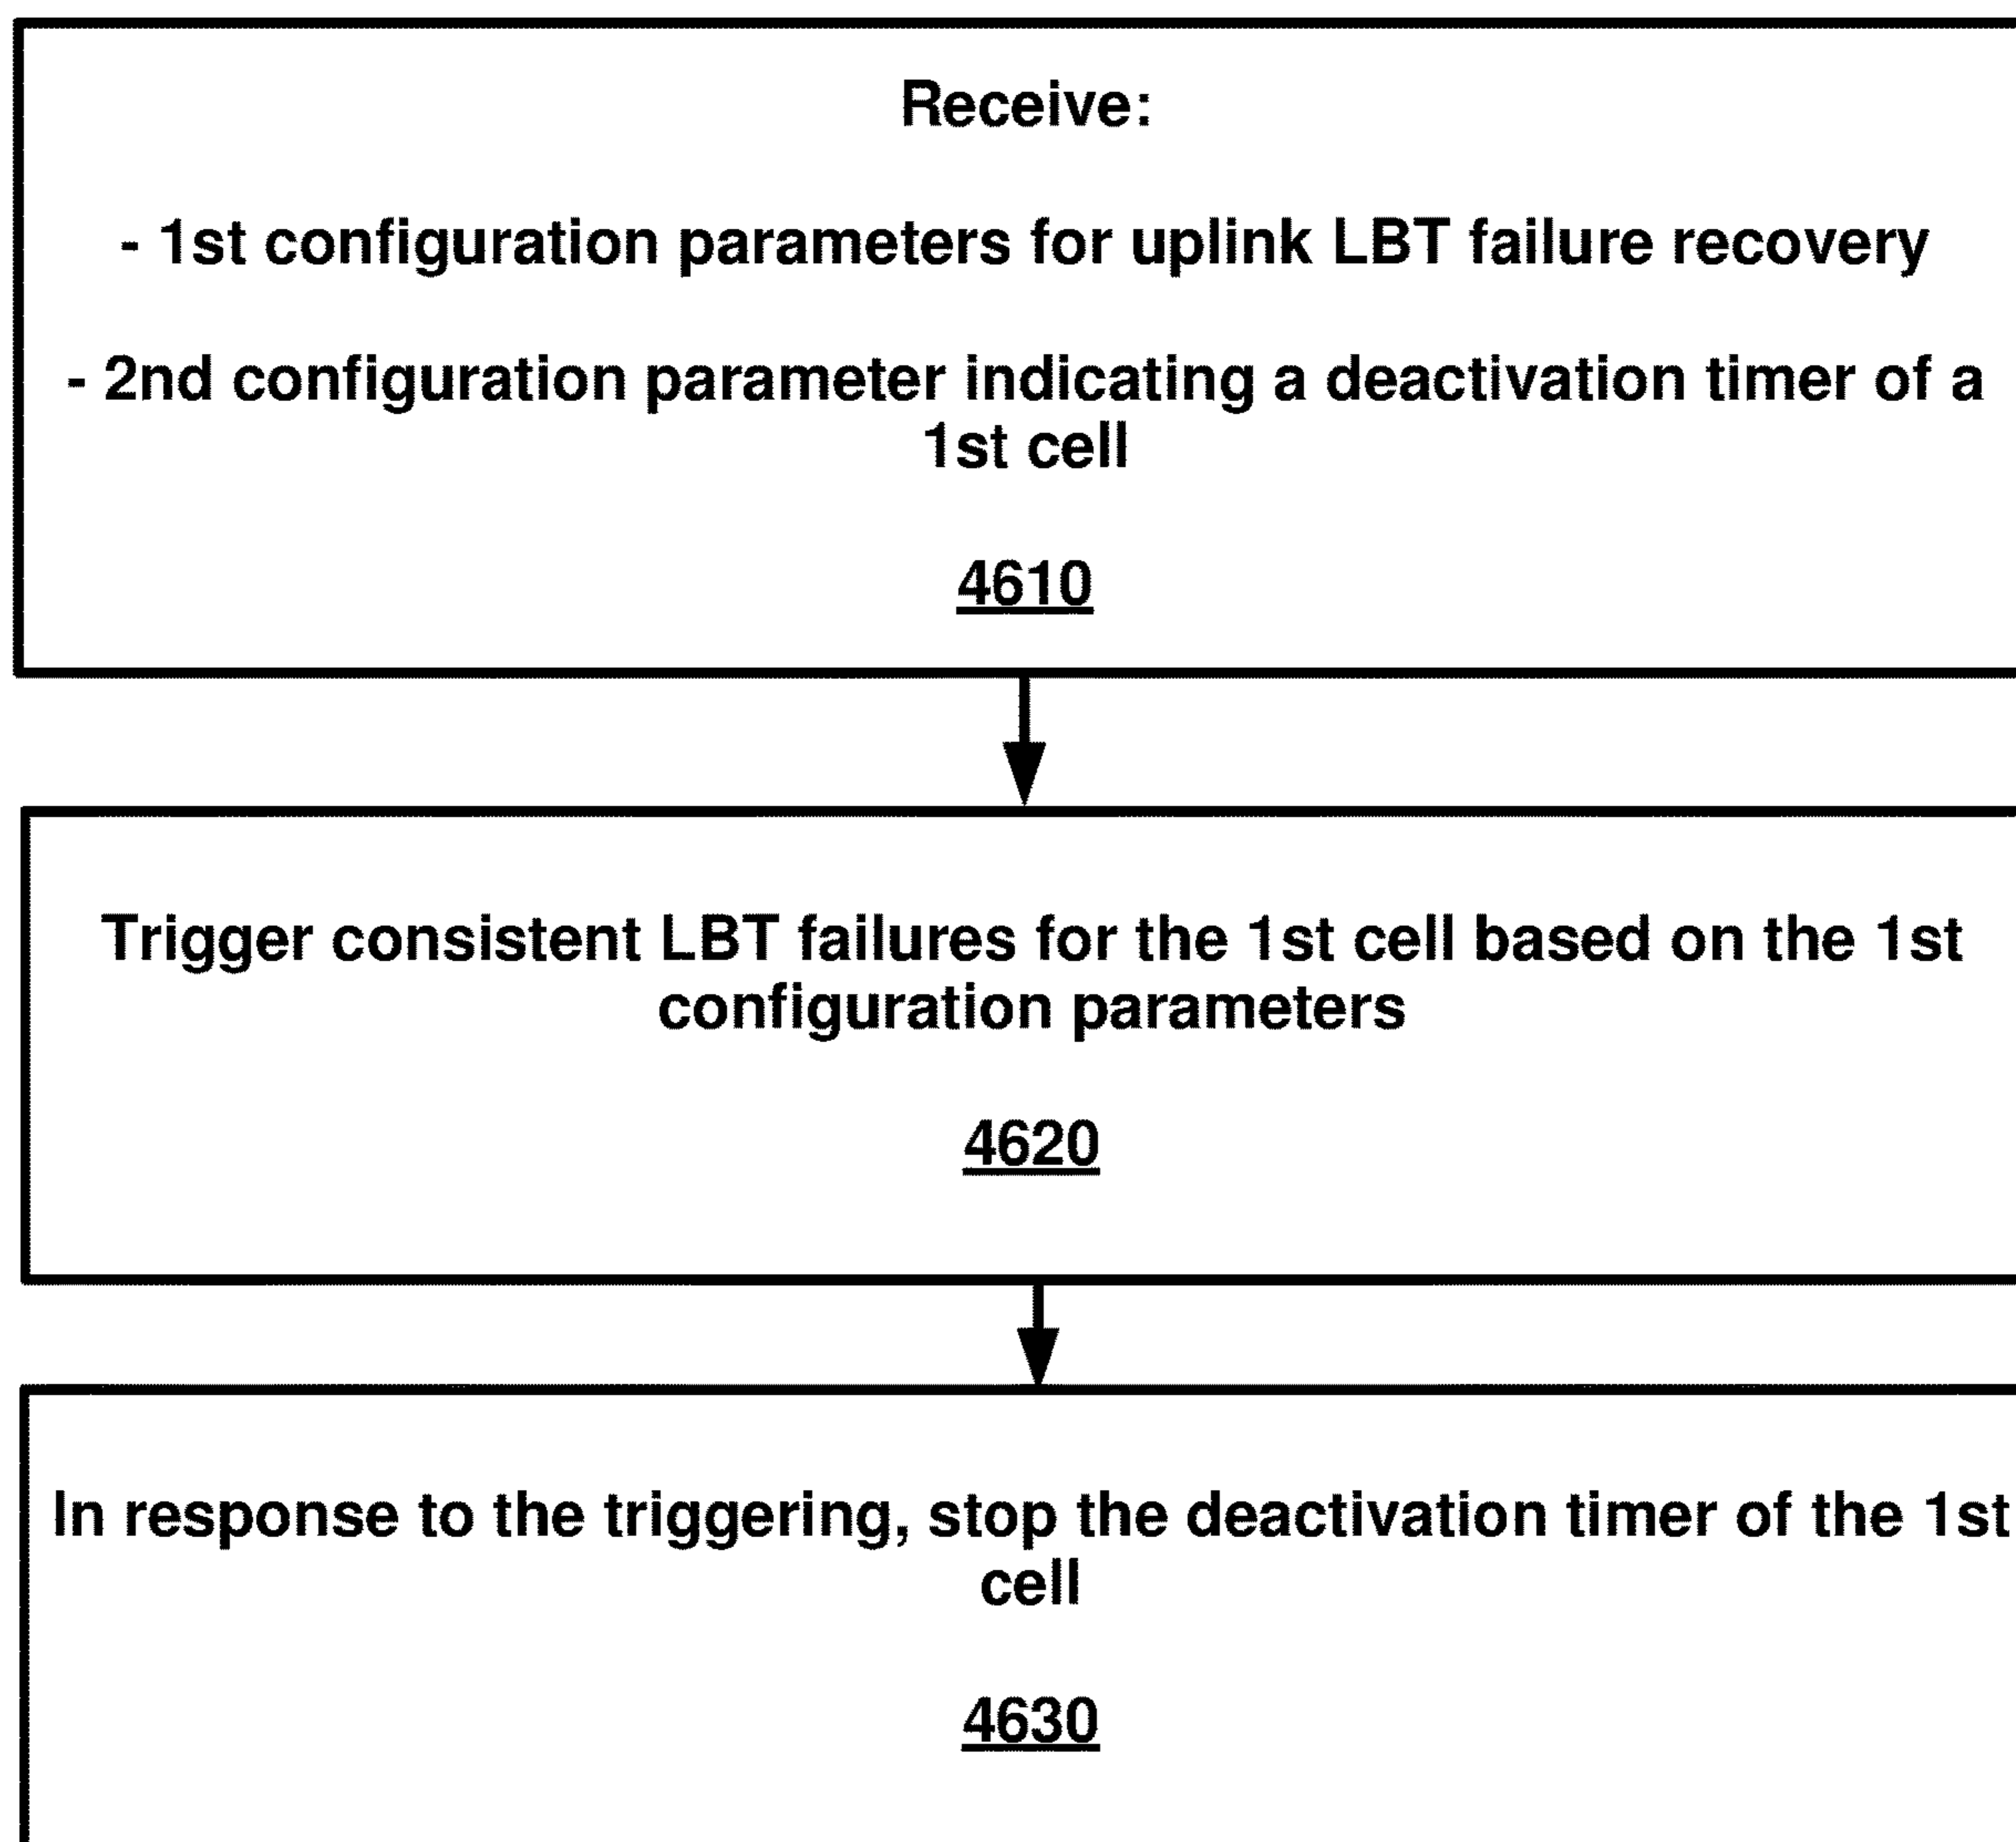 Receive:
- 1st configuration parameters for uplink LBT failure recovery
- 2nd configuration parameter indicating a deactivation timer of a
1st cell
4610
Trigger consistent LBT failures for the 1st cell based on the 1st
configuration parameters
4620
In response to the triggering, stop the deactivation timer of the 1st
cell
4630